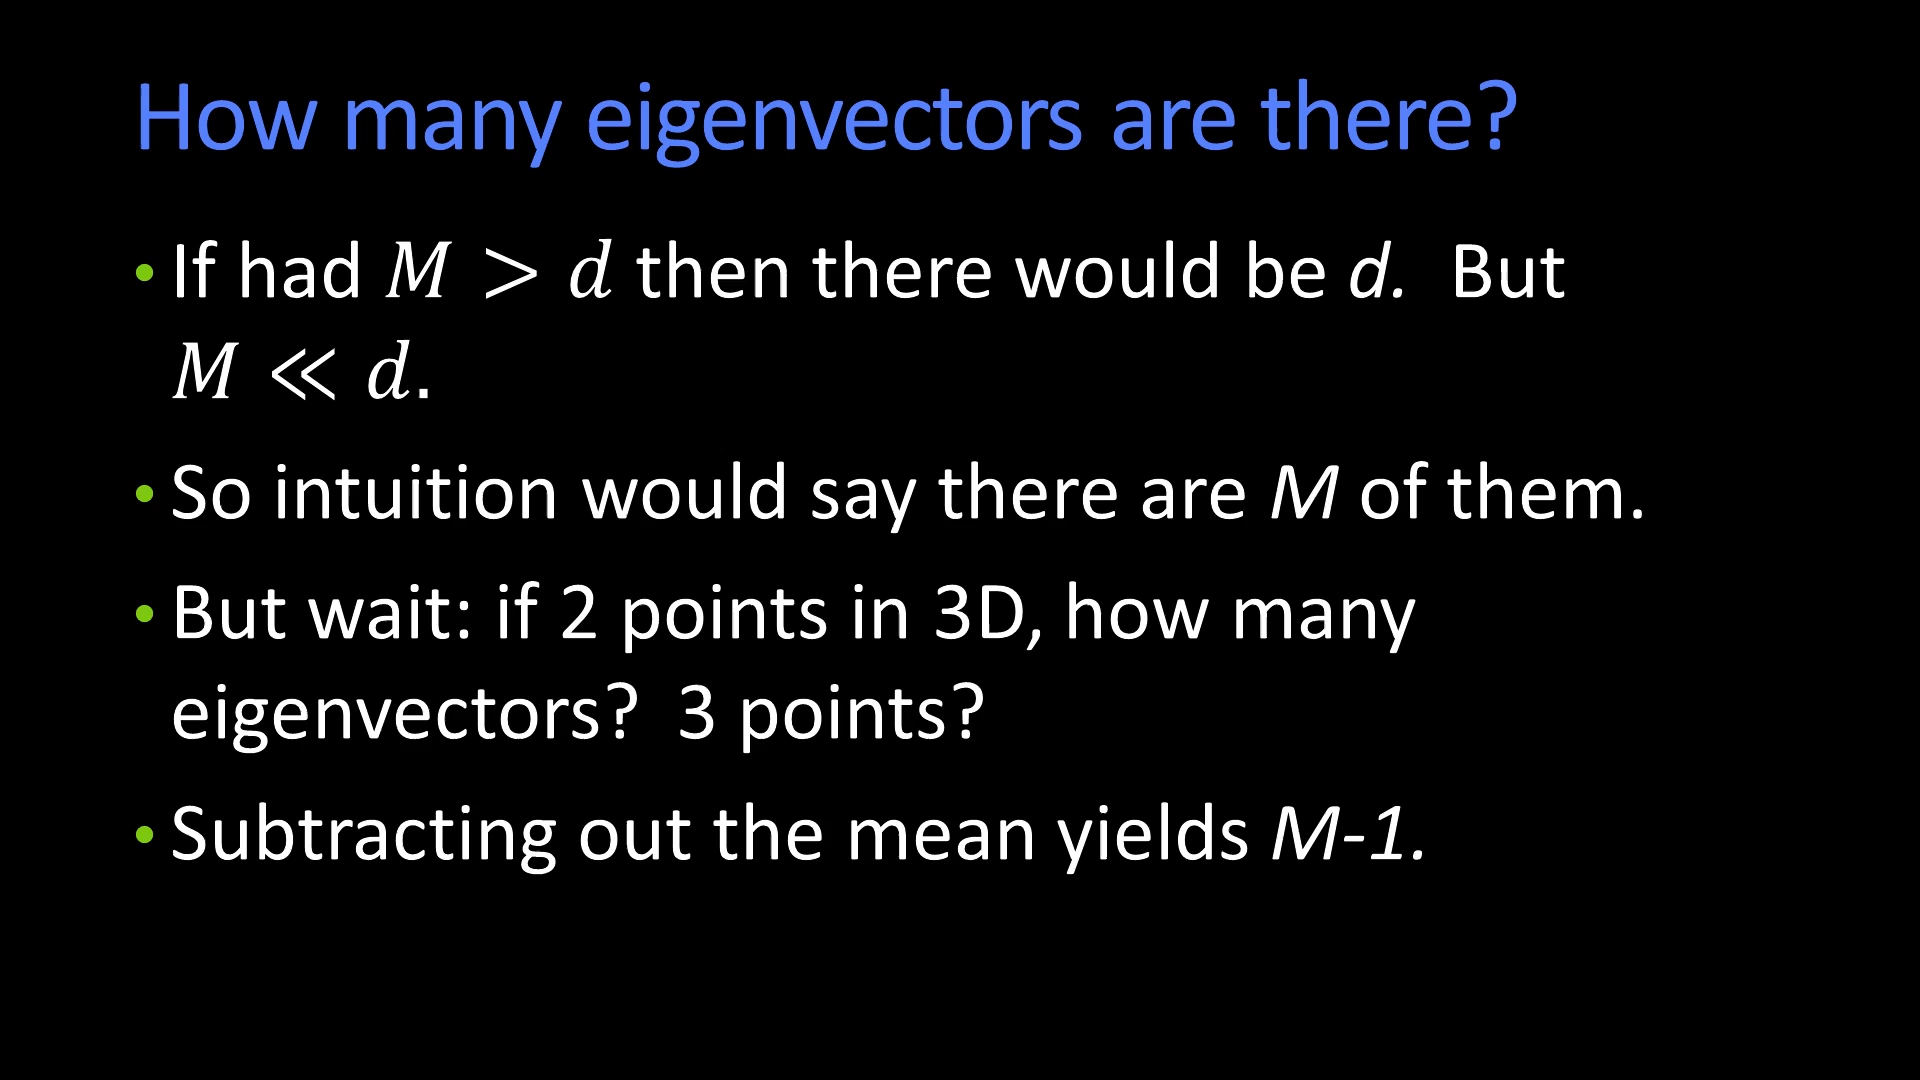 How many eigenvectors are there?
• If had M > d then there would be d. But
M ≪ d.
• So intuition would say there are M of them.
• But wait: if 2 points in 3D, how many
eigenvectors? 3 points?
• Subtracting out the mean yields M-1.